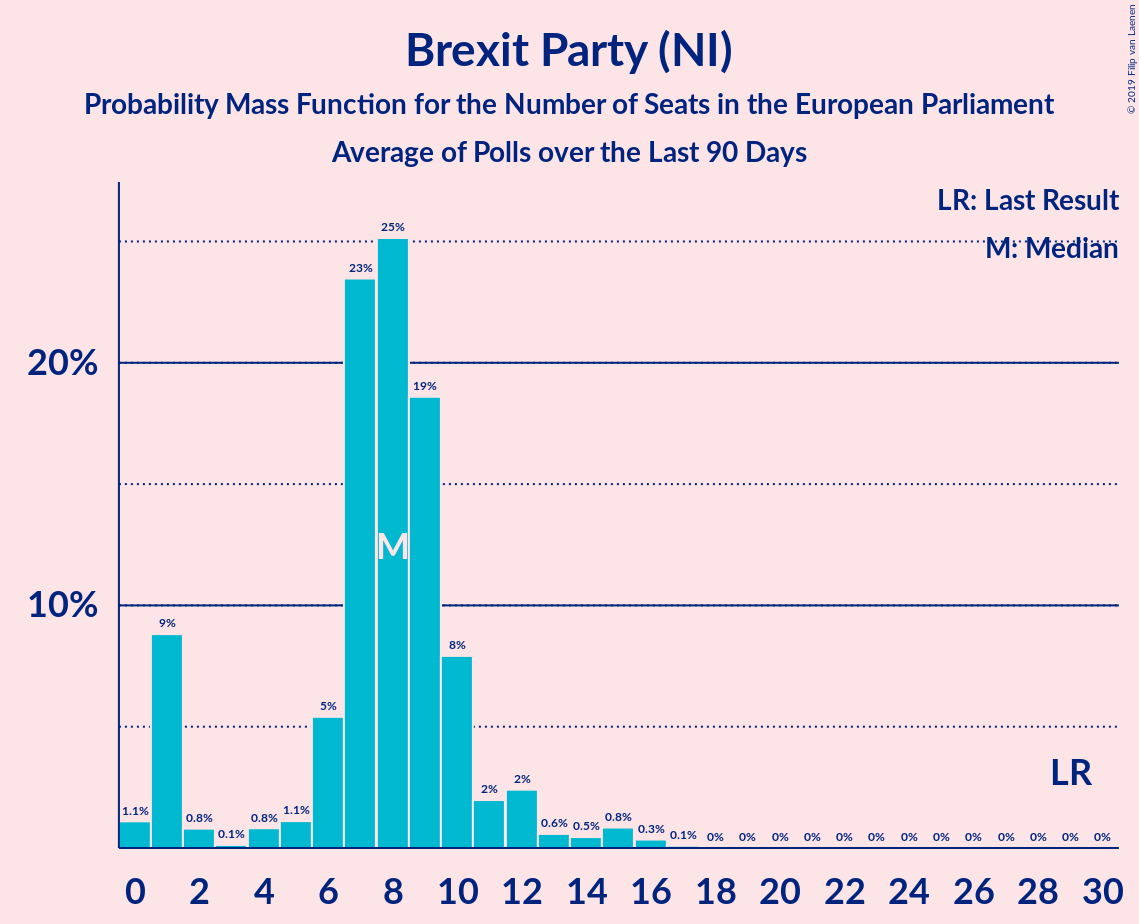 Brexit Party (NI)
Probability Mass Function for the Number of Seats in the European Parliament
Average of Polls over the Last 90 Days
© 2019 Filip van Laenen
LR: Last Result
M: Median
20%
10%
1.1% 9% 0.8% 0.1% 0.8% 1.1% 5% 23% 25% 19% 8% 2% 2% 0.6% 0.5% 0.8% 0.3% 0.1% 0% 0% 0% 0% 0% 0% 0% 0% 0% 0% 0% 0% 0%
M
LR
0 2 4 6 8 10 12 14 16 18 20 22 24 26 28 30